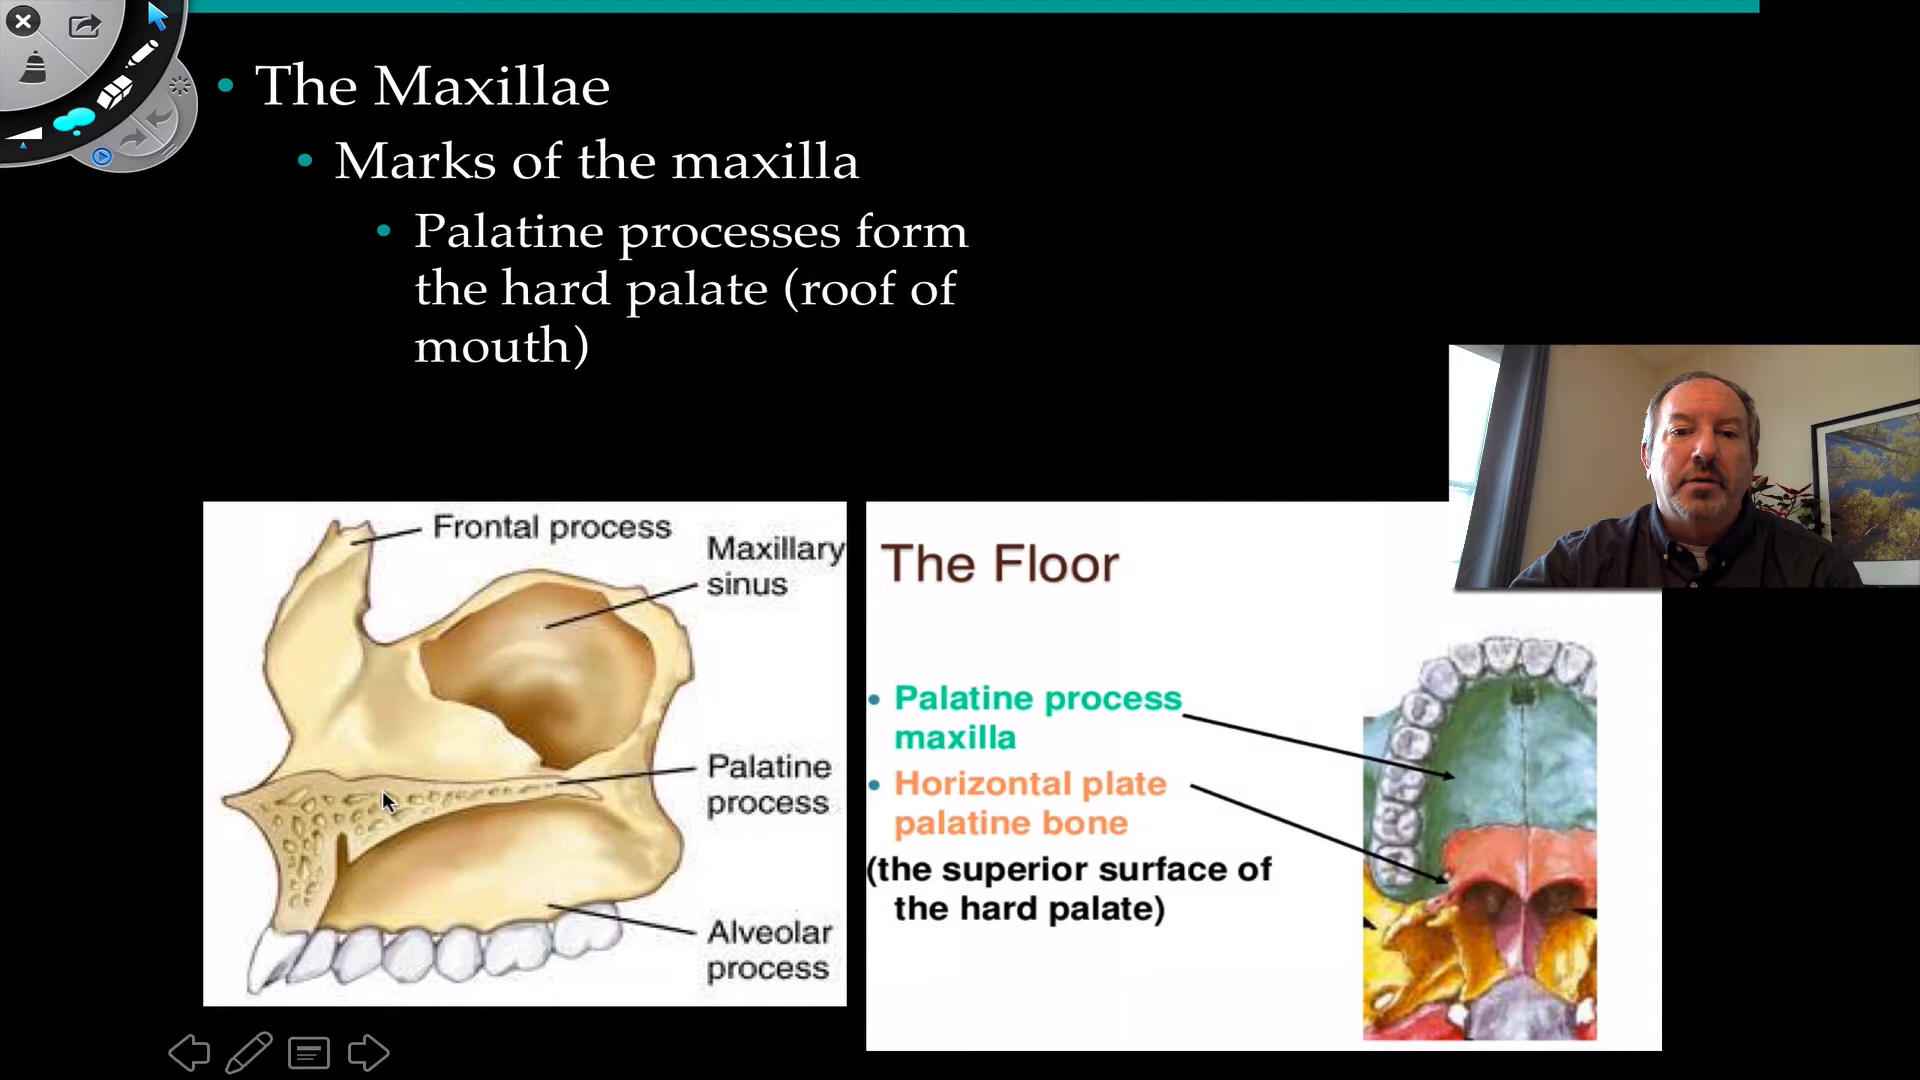 The Maxillae
Marks of the maxilla
Palatine processes form
the hard palate (roof of
mouth)
Frontal process
Maxillary
sinus
Palatine
process
Alveolar
process
The Floor
Palatine process
maxilla
Horizontal plate
palatine bone
(the superior surface of
the hard palate)